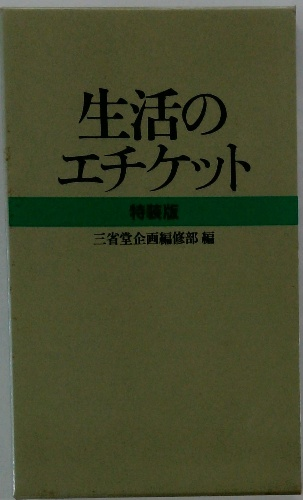 生活の
エチケット
特装版
三省堂企画編修部 編